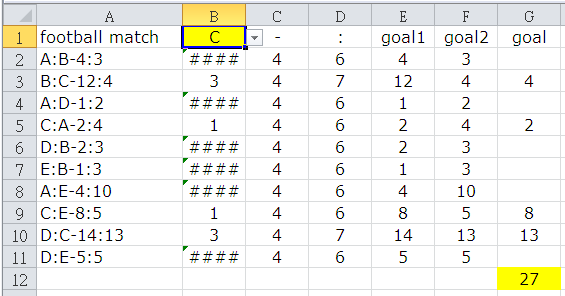 A B C D E F G
1 football match C - : goal1 goal2 goal
2 A:B-4:3 #### 4 6 4 3
3 B:C-12:4 3 4 7 12 4 4
4 A:D-1:2 #### 4 6 1 2
5 C:A-2:4 1 4 6 2 4 2
6 D:B-2:3 #### 4 6 2 3
7 E:B-1:3 #### 4 6 1 3
8 A:E-4:10 #### 4 6 4 10
9 C:E-8:5 1 4 6 8 5 8
10 D:C-14:13 3 4 7 14 13 13
11 D:E-5:5 #### 4 6 5 5
12 27